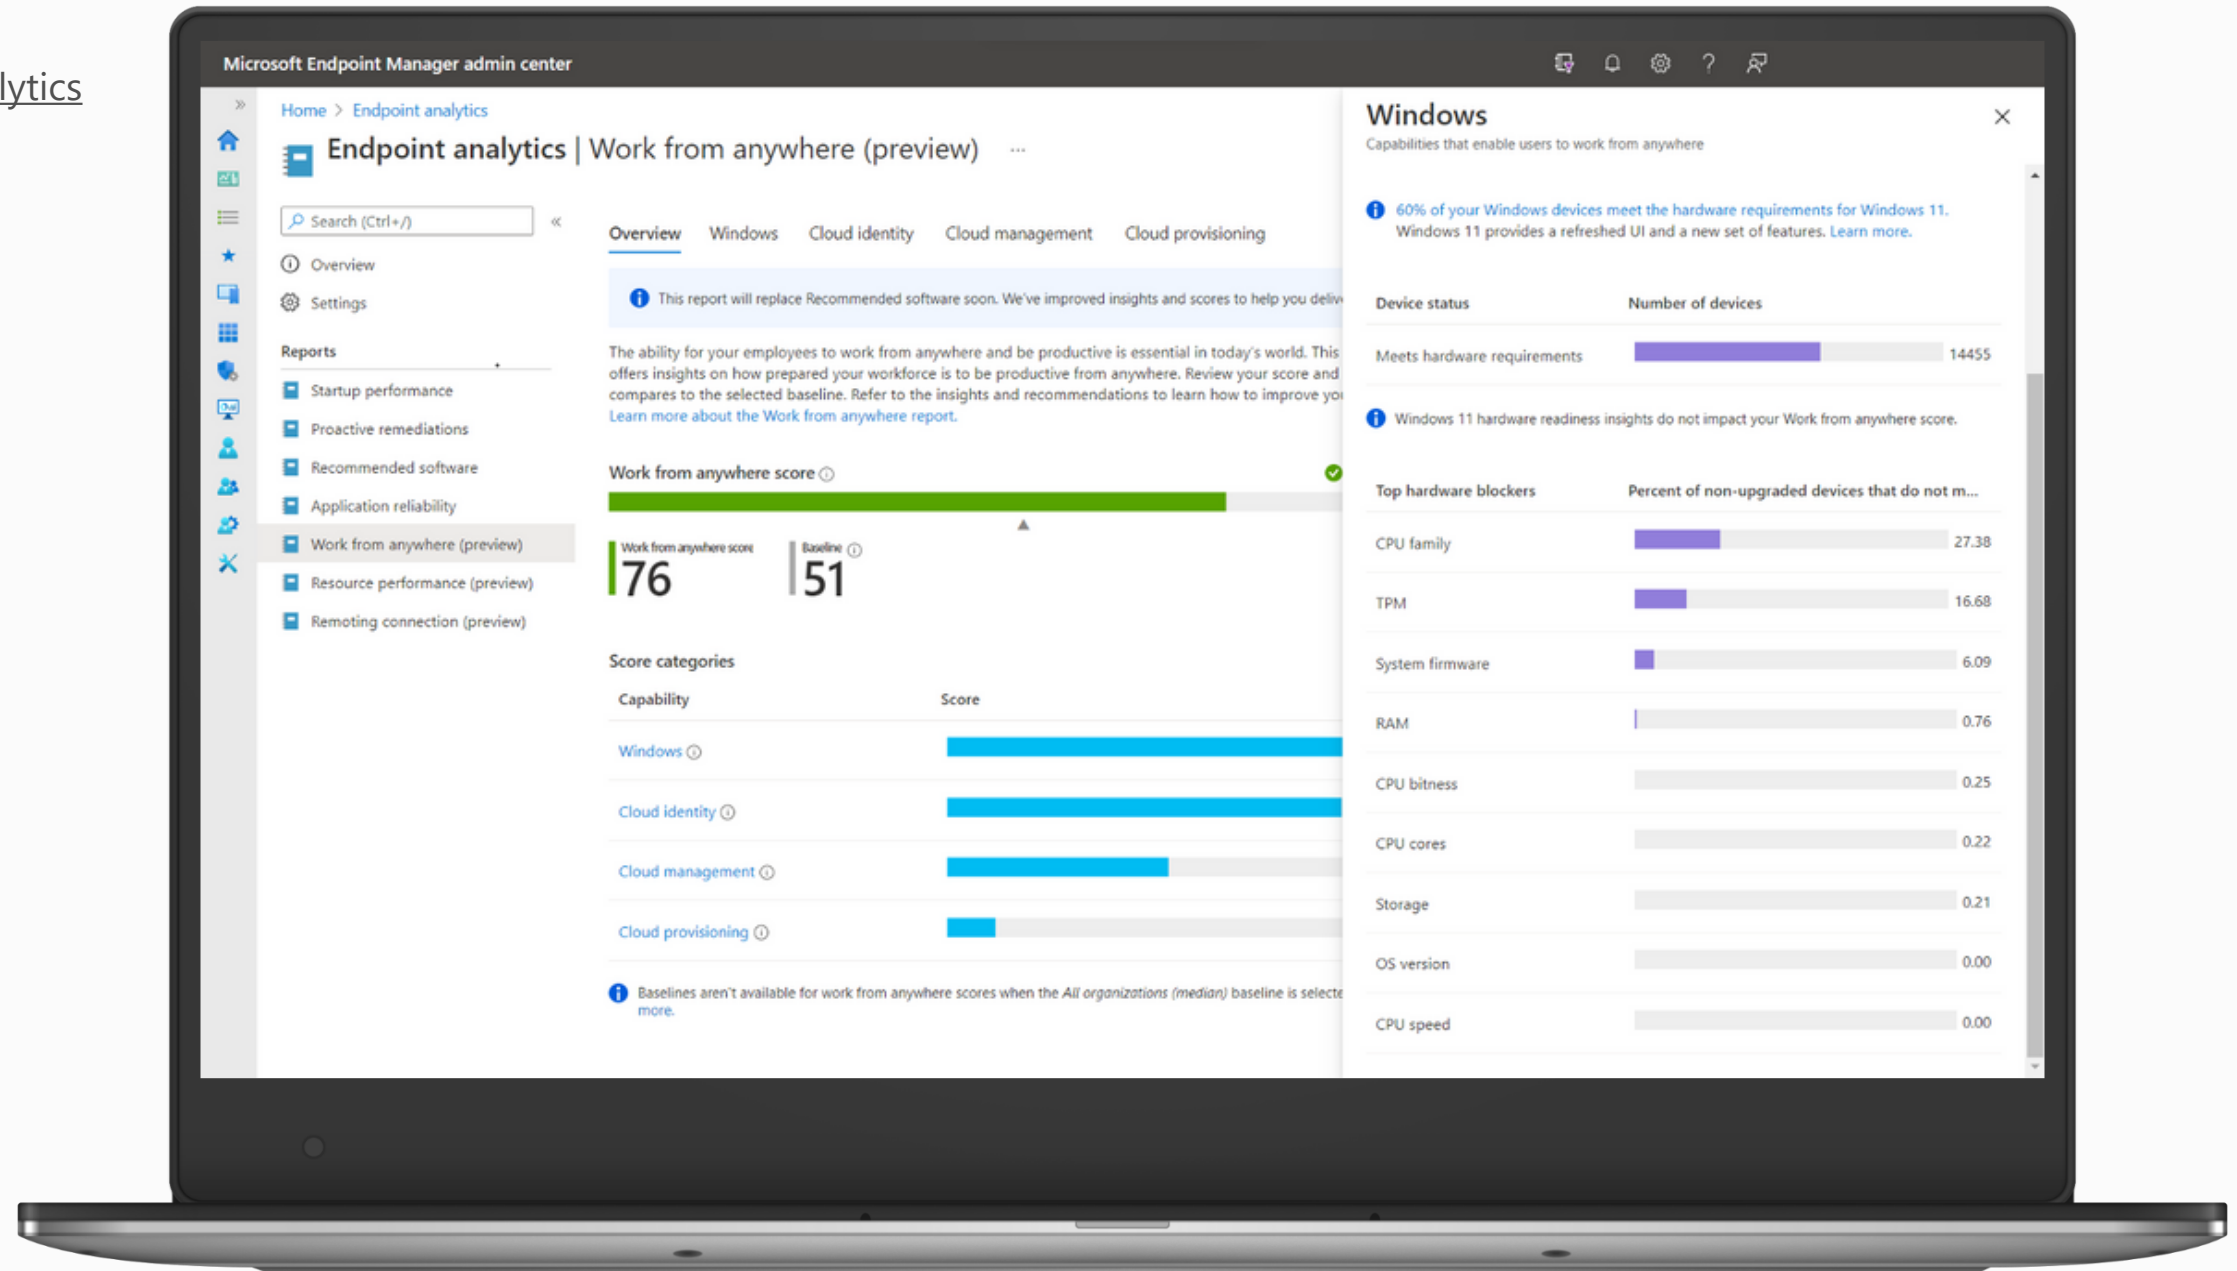 lytics
Microsoft Endpoint Manager admin center
Home > Endpoint analytics
Endpoint analytics | Work from anywhere (preview) ...
Search (Ctrl+/)
Overview
Settings
Reports
Startup performance
Proactive remediations
Recommended software
Application reliability
Work from anywhere (preview)
Resource performance (preview)
Remoting connection (preview)
Overview Windows Cloud identity Cloud management Cloud provisioning
This report will replace Recommended software soon. We've improved insights and scores to help you deliv
The ability for your employees to work from anywhere and be productive is essential in today's world. This
offers insights on how prepared your workforce is to be productive from anywhere. Review your score and
compares to the selected baseline. Refer to the insights and recommendations to learn how to improve you
Learn more about the Work from anywhere report.
Work from anywhere score
Work from anywhere score
76
Baseline
51
Score categories
Capability Score
Windows
Cloud identity
Cloud management
Cloud provisioning
Baselines aren't available for work from anywhere scores when the All organizations (median) baseline is selecte
more.
Windows
Capabilities that enable users to work from anywhere
60% of your Windows devices meet the hardware requirements for Windows 11.
Windows 11 provides a refreshed UI and a new set of features. Learn more.
Device status Number of devices
Meets hardware requirements 14455
Windows 11 hardware readiness insights do not impact your Work from anywhere score.
Top hardware blockers Percent of non-upgraded devices that do not m...
CPU family 27.38
TPM 16.68
System firmware 6.09
RAM 0.76
CPU bitness 0.25
CPU cores 0.22
Storage 0.21
OS version 0.00
CPU speed 0.00